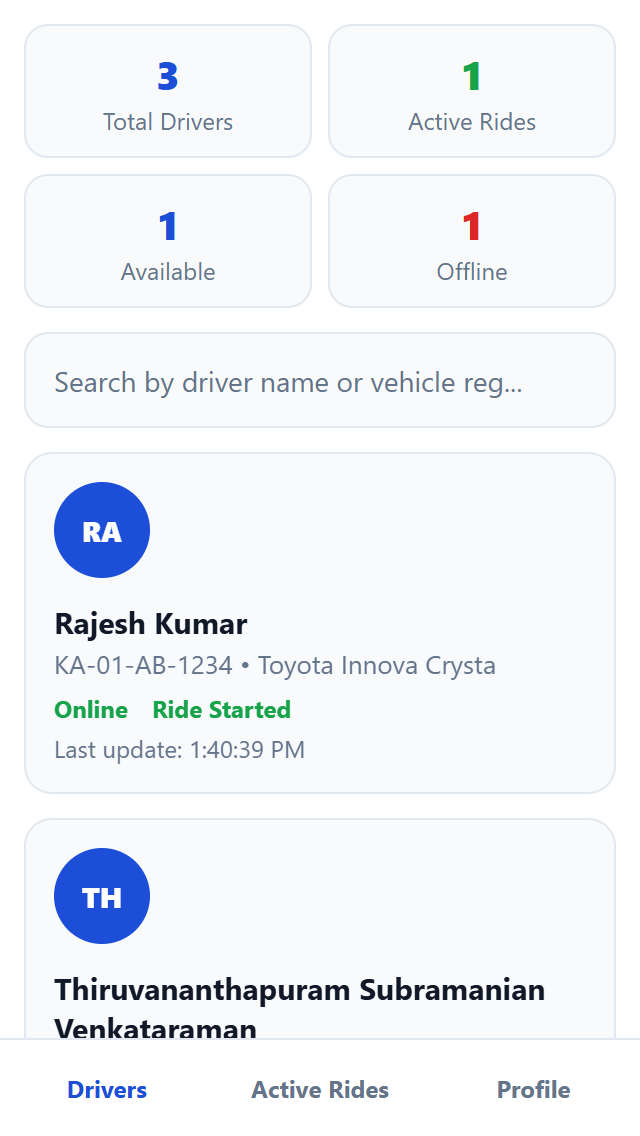 3
Total Drivers
1
Active Rides
1
Available
1
Offline
Search by driver name or vehicle reg...
RA
Rajesh Kumar
KA-01-AB-1234 • Toyota Innova Crysta
Online Ride Started
Last update: 1:40:39 PM
TH
Thiruvananthapuram Subramanian
Venkataraman
Drivers Active Rides Profile